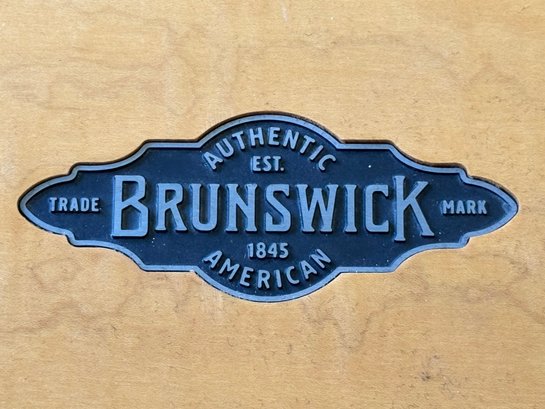 AUTHENTIC
EST.
TRADE BRUNSWICK MARK
1845
AMERICAN